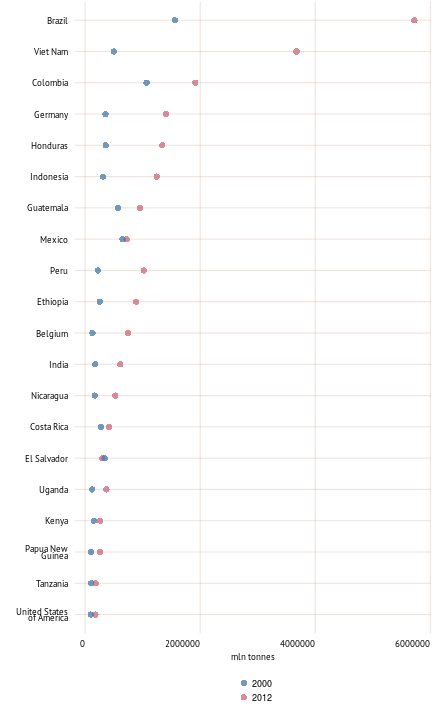 Brazil
Viet Nam
Colombia
Germany
Honduras
Indonesia
Guatemala
Mexico
Peru
Ethiopia
Belgium
India
Nicaragua
Costa Rica
El Salvador
Uganda
Kenya
Papua New
Guinea
Tanzania
United States
of America
0 2000000 4000000 6000000
mln tonnes
2000
2012